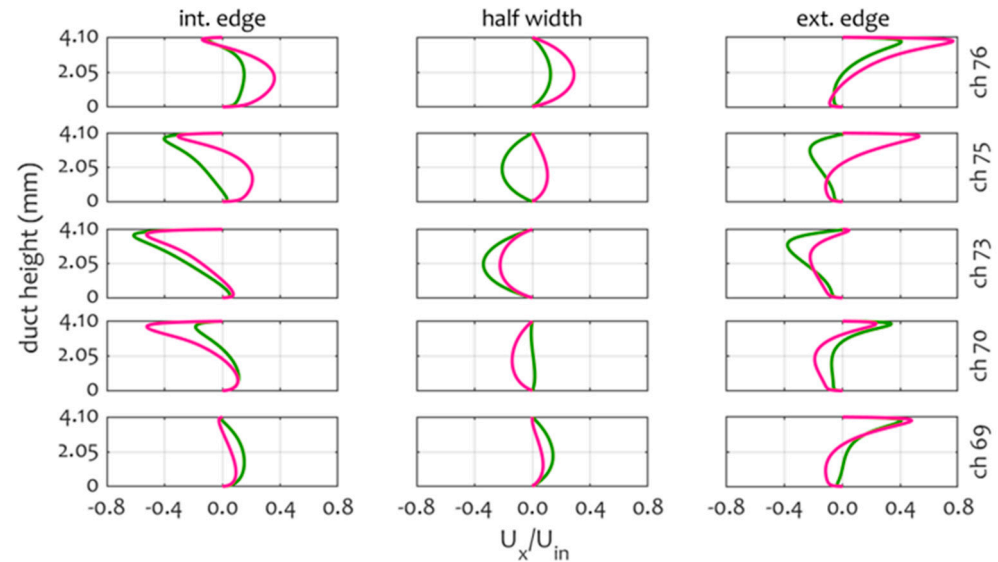 int. edge half width ext. edge
4.10
2.05
0
ch 76
4.10
2.05
0
ch 75
duct height (mm)
4.10
2.05
0
ch 73
4.10
2.05
0
ch 70
4.10
2.05
0
ch 69
-0.8 -0.4 0.0 0.4 0.8 -0.8 -0.4 0.0 0.4 0.8 -0.8 -0.4 0.0 0.4 0.8
Ux/Uin